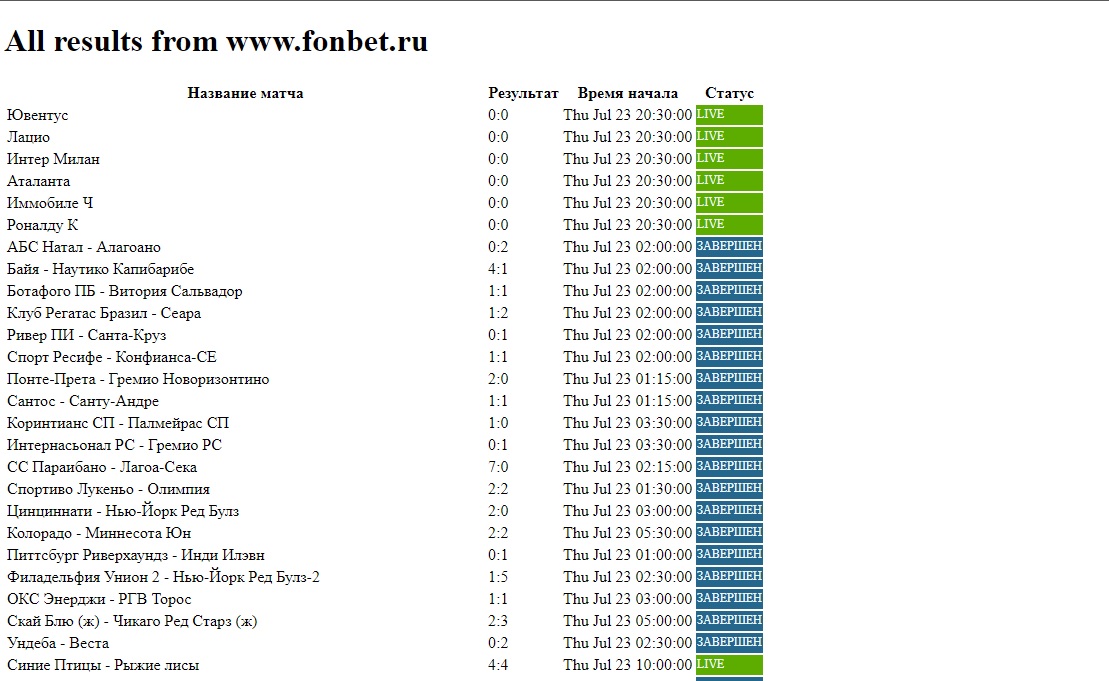 All results from www.fonbet.ru
Название матча Результат Время начала Статус
Ювентус 0:0 Thu Jul 23 20:30:00 LIVE
Лацио 0:0 Thu Jul 23 20:30:00 LIVE
Интер Милан 0:0 Thu Jul 23 20:30:00 LIVE
Аталанта 0:0 Thu Jul 23 20:30:00 LIVE
Иммобиле Ч 0:0 Thu Jul 23 20:30:00 LIVE
Роналду К 0:0 Thu Jul 23 20:30:00 LIVE
АБС Натал - Алагоано 0:2 Thu Jul 23 02:00:00 ЗАВЕРШЕН
Байя - Наутико Капибарибе 4:1 Thu Jul 23 02:00:00 ЗАВЕРШЕН
Ботафого ПБ - Витория Сальвадор 1:1 Thu Jul 23 02:00:00 ЗАВЕРШЕН
Клуб Регатас Бразил - Сеара 1:2 Thu Jul 23 02:00:00 ЗАВЕРШЕН
Ривер ПИ - Санта-Круз 0:1 Thu Jul 23 02:00:00 ЗАВЕРШЕН
Спорт Ресифе - Конфианса-СЕ 1:1 Thu Jul 23 02:00:00 ЗАВЕРШЕН
Понте-Прета - Гремио Новоризонтино 2:0 Thu Jul 23 01:15:00 ЗАВЕРШЕН
Сантос - Санту-Андре 1:1 Thu Jul 23 01:15:00 ЗАВЕРШЕН
Коринтианс СП - Палмейрас СП 1:0 Thu Jul 23 03:30:00 ЗАВЕРШЕН
Интернасьонал РС - Гремио РС 0:1 Thu Jul 23 03:30:00 ЗАВЕРШЕН
СС Параибано - Лагоа-Сека 7:0 Thu Jul 23 02:15:00 ЗАВЕРШЕН
Спортиво Лукеньо - Олимпия 2:2 Thu Jul 23 01:30:00 ЗАВЕРШЕН
Цинциннати - Нью-Йорк Ред Булз 2:0 Thu Jul 23 03:00:00 ЗАВЕРШЕН
Колорадо - Миннесота Юн 2:2 Thu Jul 23 05:30:00 ЗАВЕРШЕН
Питтсбург Риверхаундз - Инди Илэвн 0:1 Thu Jul 23 01:00:00 ЗАВЕРШЕН
Филадельфия Унион 2 - Нью-Йорк Ред Булз-2 1:5 Thu Jul 23 02:30:00 ЗАВЕРШЕН
ОКС Энерджи - РГВ Торос 1:1 Thu Jul 23 03:00:00 ЗАВЕРШЕН
Скай Блю (ж) - Чикаго Ред Старз (ж) 2:3 Thu Jul 23 05:00:00 ЗАВЕРШЕН
Ундеба - Веста 0:2 Thu Jul 23 02:30:00 ЗАВЕРШЕН
Синие Птицы - Рыжие лисы 4:4 Thu Jul 23 10:00:00 LIVE